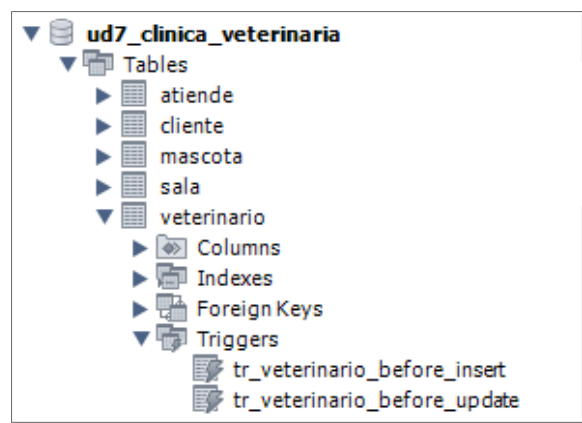 ud7_clinica_veterinaria
Tables
atiende
cliente
mascota
sala
veterinario
Columns
Indexes
Foreign Keys
Triggers
tr_veterinario_before_insert
tr_veterinario_before_update